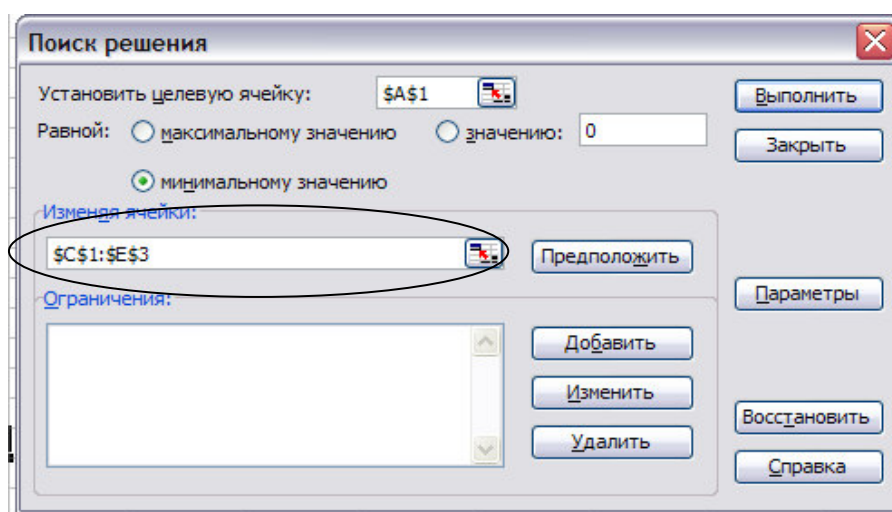 Поиск решения
Установить целевую ячейку: $A$1 Выполнить
Равной: максимальному значению значению: 0 Закрыть
минимальному значению
Изменяя ячейки:
$C$1:$E$3 Предположить
Ограничения: Параметры
Добавить
Изменить
Удалить
Восстановить
Справка